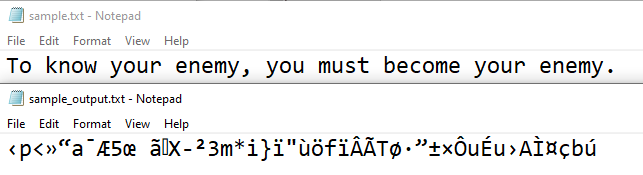 sample.txt - Notepad
File Edit Format View Help
To know your enemy, you must become your enemy.
sample_output.txt - Notepad
File Edit Format View Help
‹p<»“a¯Æ5œ ã▯X-²3m*i}ï"ùöfïÂÃTø·”±×ÔuÉu›AÌ¤çbú